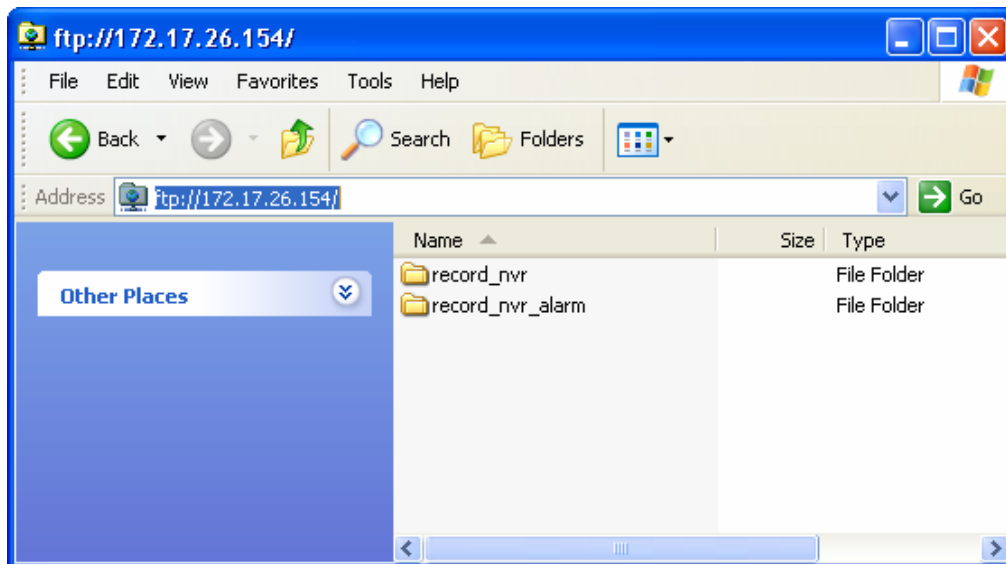 ftp://172.17.26.154/
File Edit View Favorites Tools Help
Back Search Folders
Address ftp://172.17.26.154/ Go
Name Size Type
Other Places
record_nvr File Folder
record_nvr_alarm File Folder